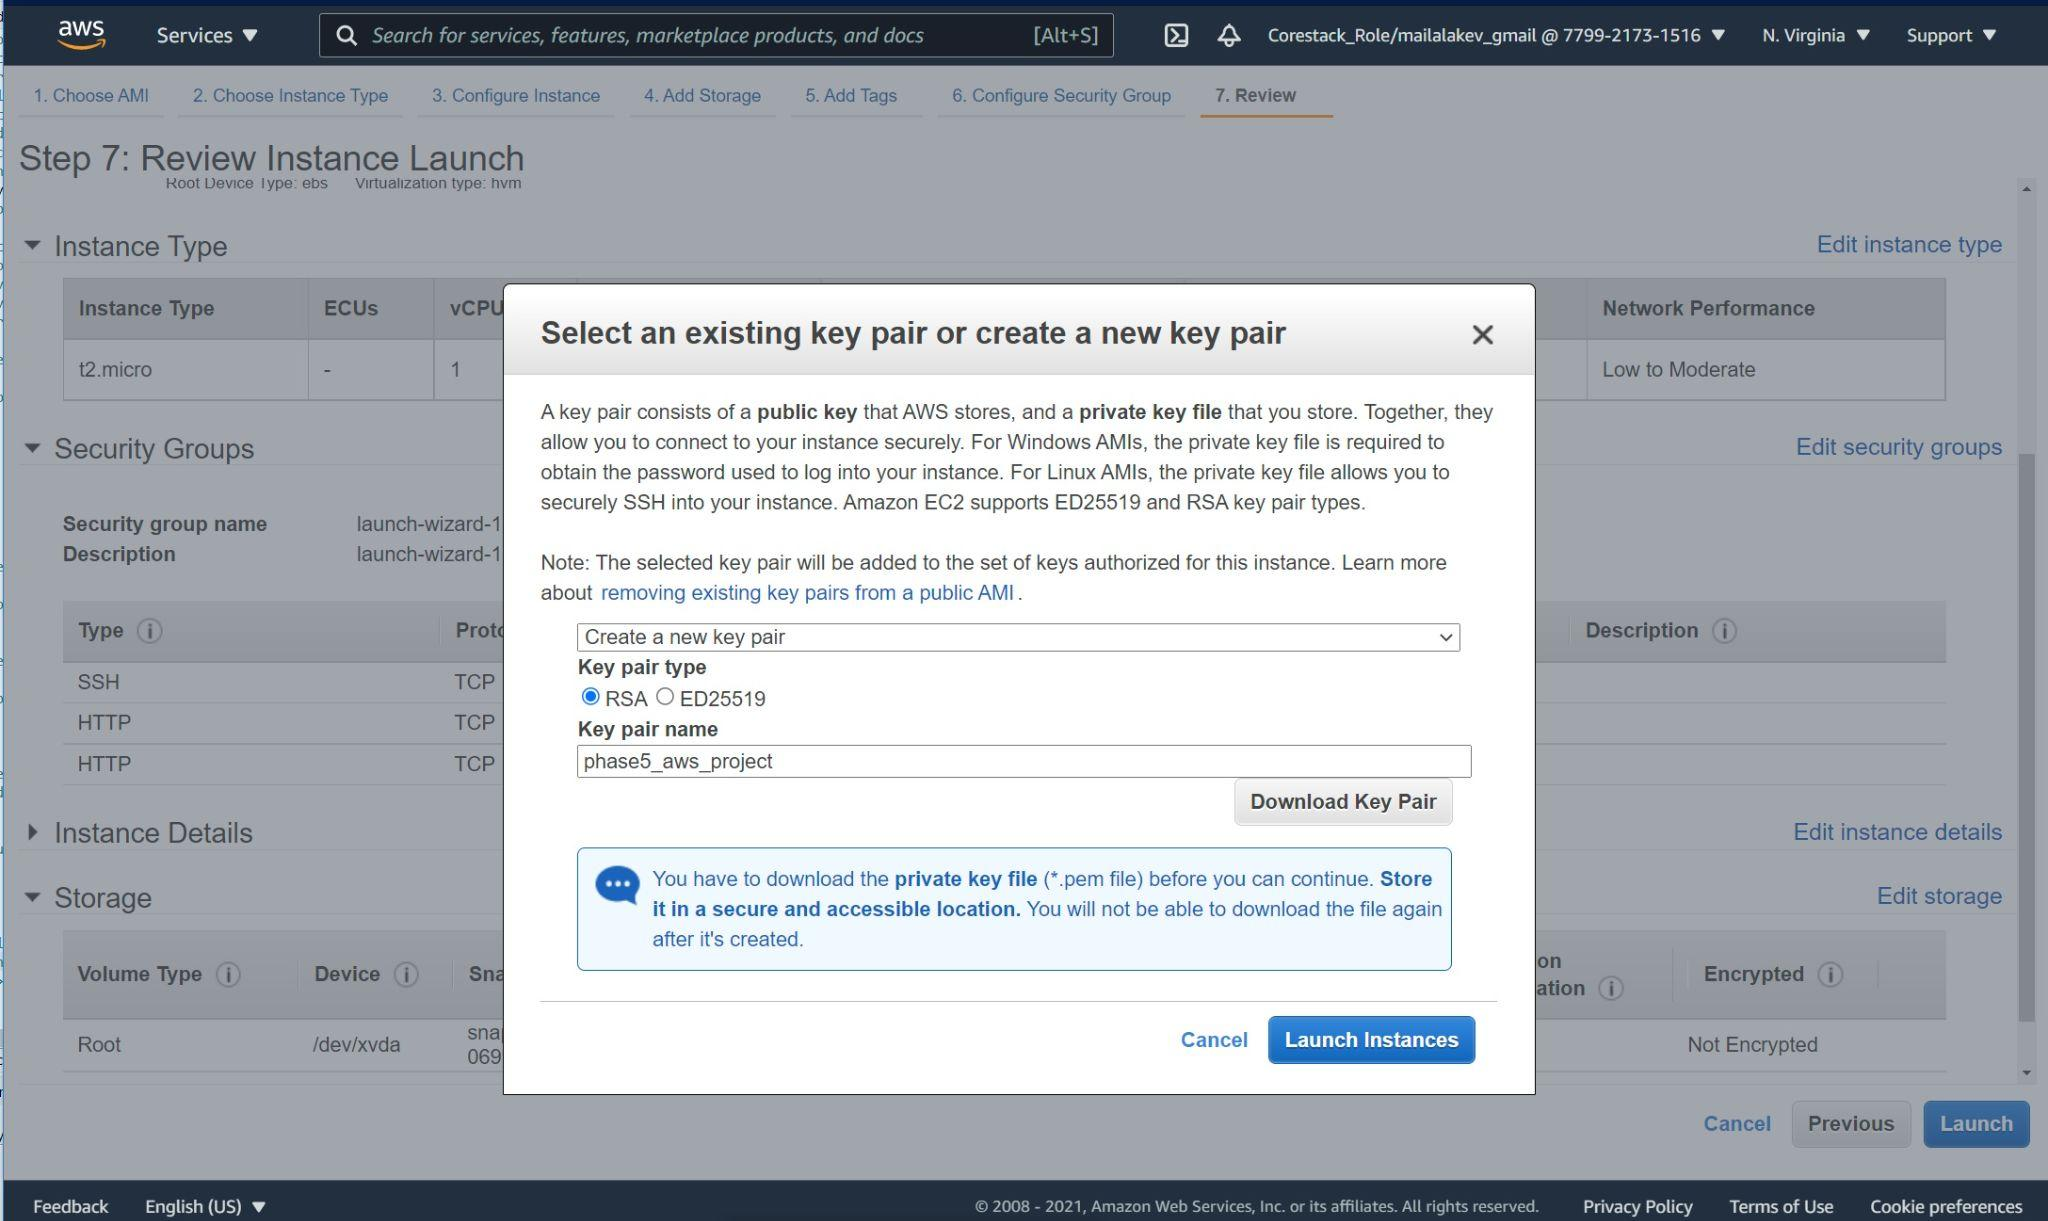 aws
Services
Search for services, features, marketplace products, and docs [Alt+S]
Corestack_Role/mailalakev_gmail @ 7799-2173-1516
N. Virginia
Support
1. Choose AMI 2. Choose Instance Type 3. Configure Instance 4. Add Storage 5. Add Tags 6. Configure Security Group 7. Review
Step 7: Review Instance Launch
Root Device Type: ebs Virtualization type: hvm
Instance Type
Edit instance type
Instance Type ECUs vCPU Network Performance
t2.micro - 1 Low to Moderate
Security Groups
Edit security groups
Security group name launch-wizard-1
Description launch-wizard-1
Type Proto Description
SSH TCP
HTTP TCP
HTTP TCP
Instance Details
Edit instance details
Storage
Edit storage
Volume Type Device Sna on
ation Encrypted
Root /dev/xvda snap
069 Not Encrypted
Select an existing key pair or create a new key pair
A key pair consists of a public key that AWS stores, and a private key file that you store. Together, they
allow you to connect to your instance securely. For Windows AMIs, the private key file is required to
obtain the password used to log into your instance. For Linux AMIs, the private key file allows you to
securely SSH into your instance. Amazon EC2 supports ED25519 and RSA key pair types.
Note: The selected key pair will be added to the set of keys authorized for this instance. Learn more
about removing existing key pairs from a public AMI.
Create a new key pair
Key pair type
RSA ED25519
Key pair name
phase5_aws_project
Download Key Pair
You have to download the private key file (*.pem file) before you can continue. Store
it in a secure and accessible location. You will not be able to download the file again
after it's created.
Cancel Launch Instances
Cancel Previous Launch
Feedback English (US) © 2008 - 2021, Amazon Web Services, Inc. or its affiliates. All rights reserved. Privacy Policy Terms of Use Cookie preferences